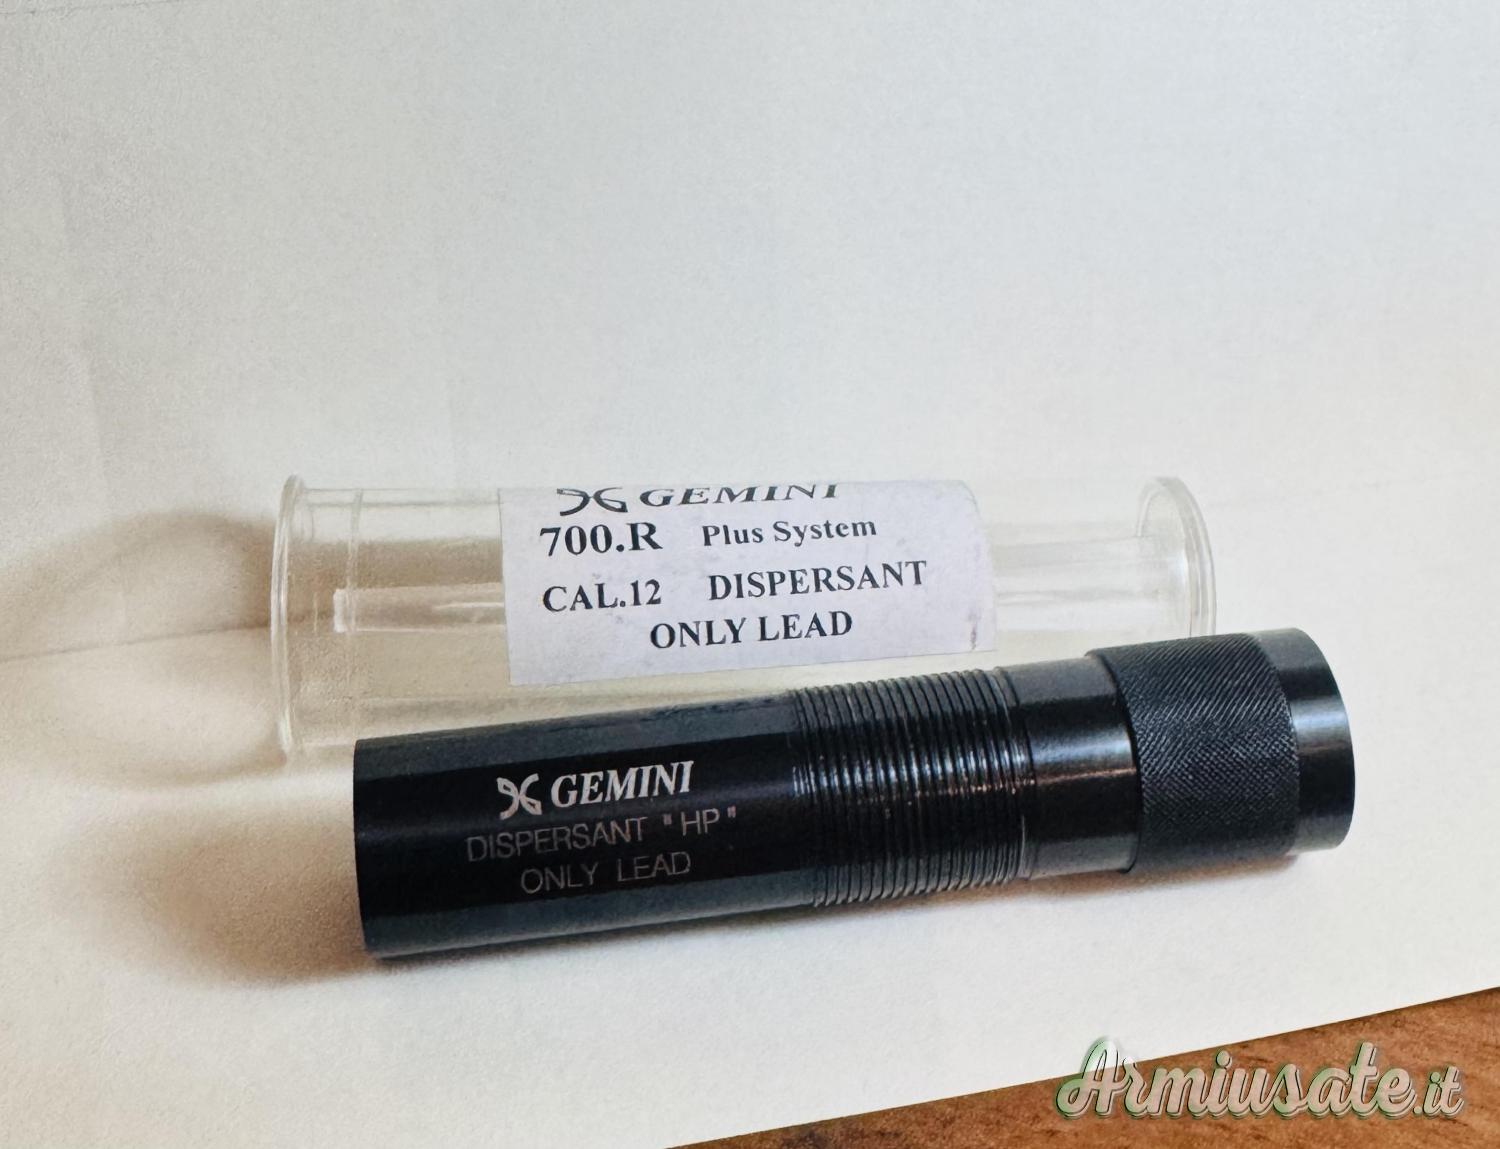 GEMINI
700.R Plus System
CAL.12 DISPERSANT
ONLY LEAD
GEMINI
DISPERSANT "HP"
ONLY LEAD
Armiusate.it